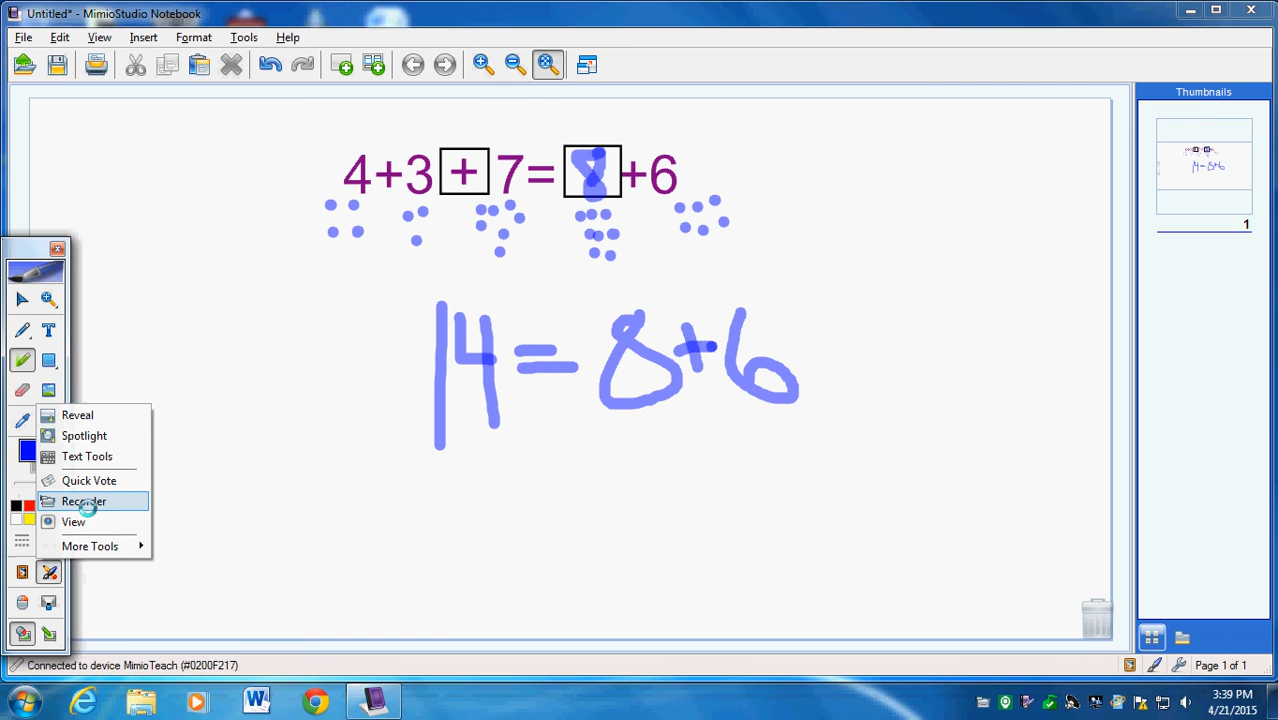 Untitled* - MimioStudio Notebook
File Edit View Insert Format Tools Help
Thumbnails
4+3 + 7= 8 +6
1
14 = 8+6
Reveal
Spotlight
Text Tools
Quick Vote
Recorder
View
More Tools
Connected to device MimioTeach (#0200F217)
Page 1 of 1
3:39 PM
4/21/2015